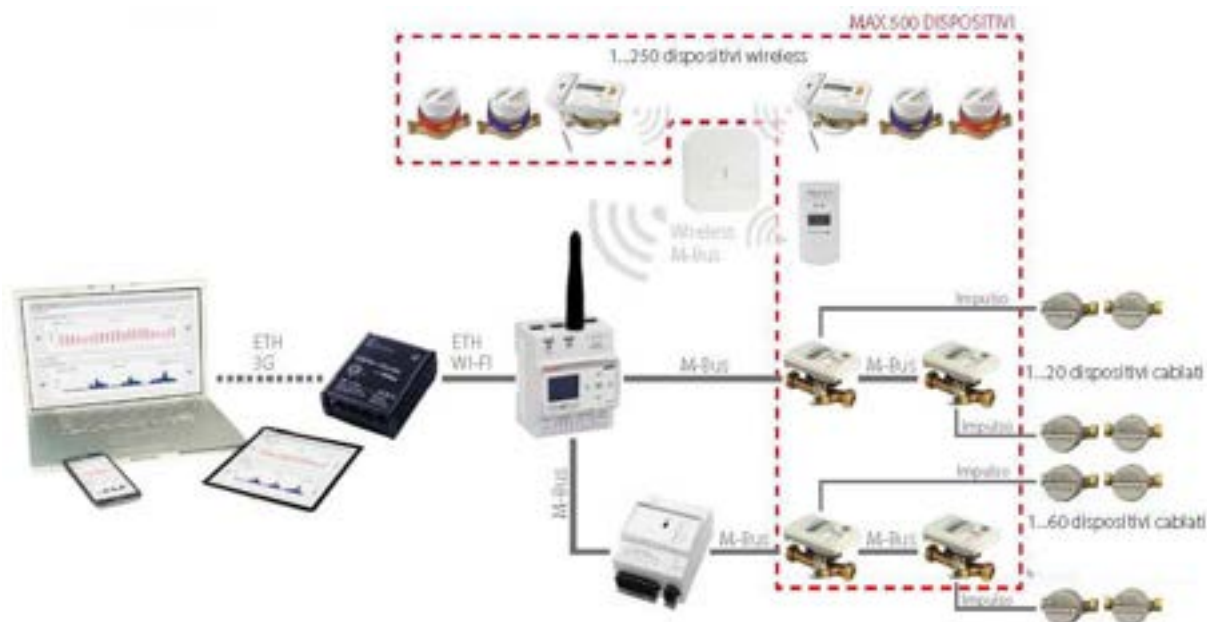 MAX 500 DISPOSITIVI
1...250 dispositivi wireless
Wireless
M-Bus
Impulso
ETH
3G
ETH
WI-FI
M-Bus
M-Bus
1...20 dispositivi cablati
Impulso
Impulso
M-Bus
M-Bus
M-Bus
1...60 dispositivi cablati
Impulso